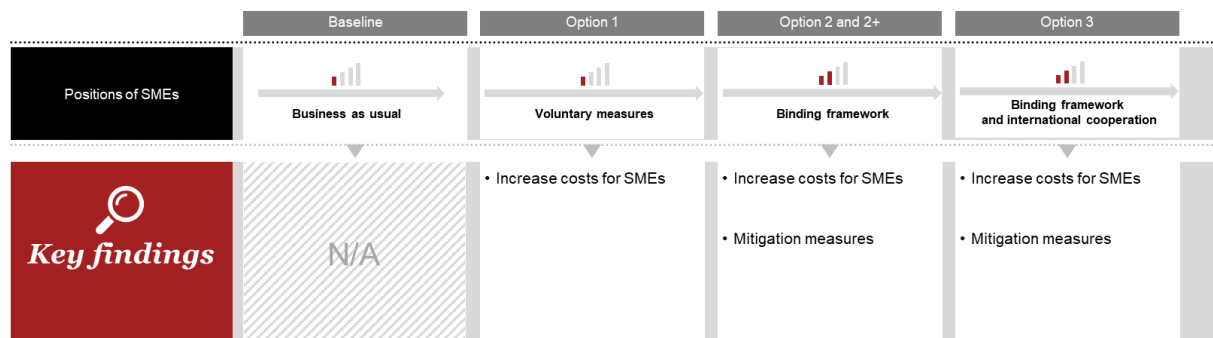 Baseline
Option 1
Option 2 and 2+
Option 3
Positions of SMEs
Business as usual
Voluntary measures
Binding framework
Binding framework
and international cooperation
Key findings
N/A
• Increase costs for SMEs
• Increase costs for SMEs
• Mitigation measures
• Increase costs for SMEs
• Mitigation measures